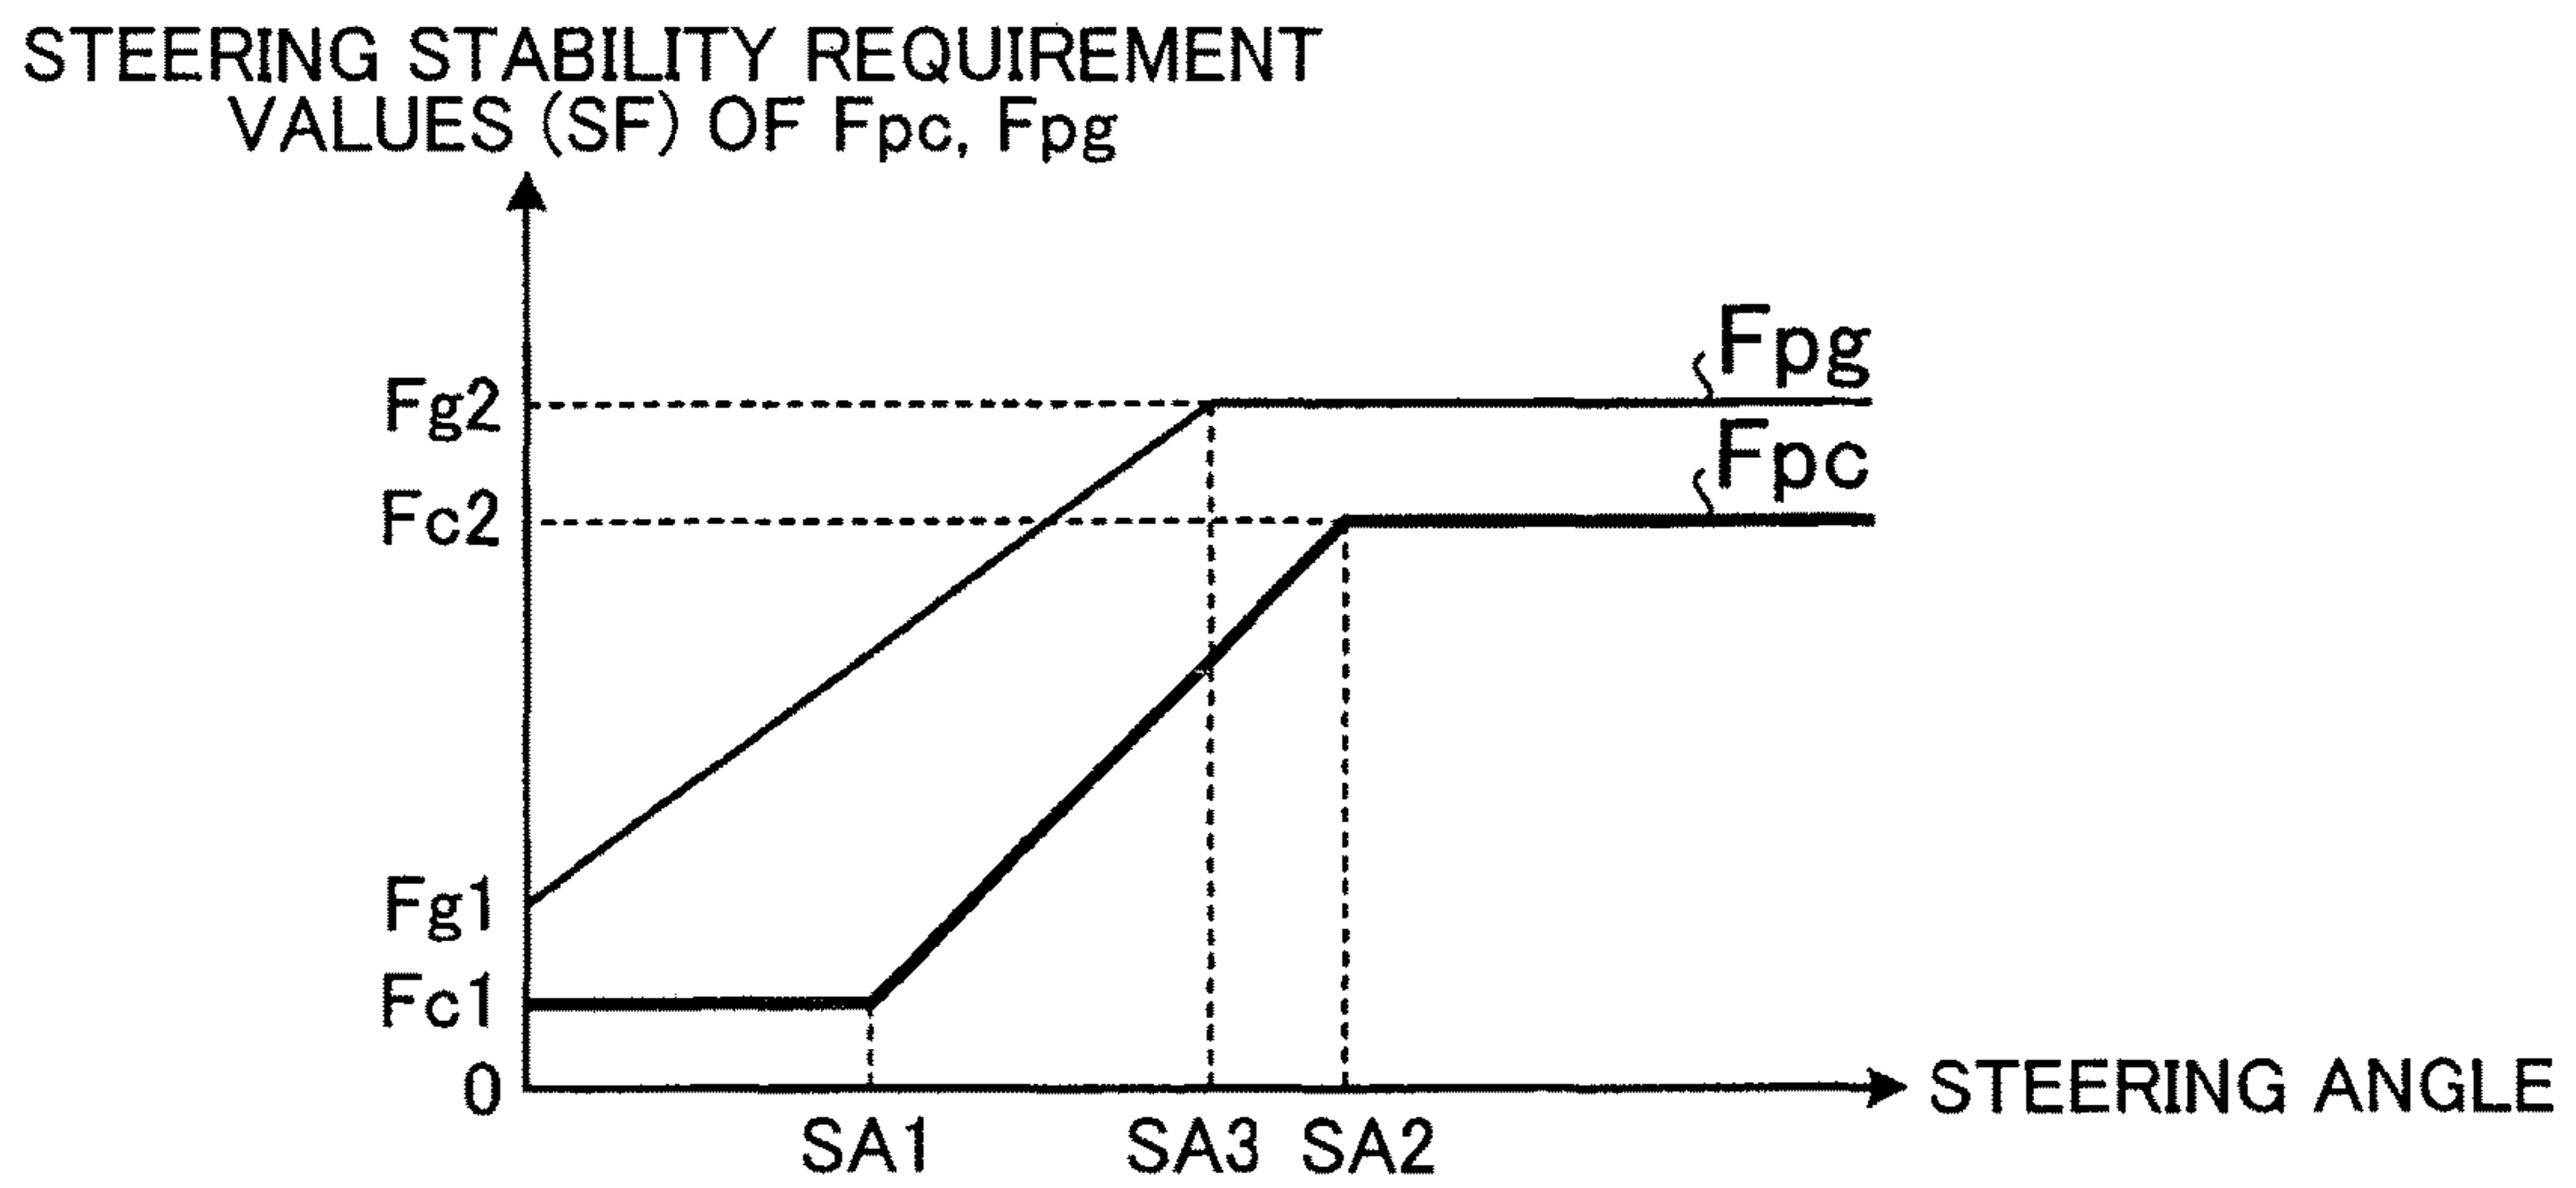 STEERING STABILITY REQUIREMENT
VALUES (SF) OF Fpc, Fpg
Fpg
Fg2
Fpc
Fc2
Fg1
Fc1
0
STEERING ANGLE
SA1
SA3
SA2